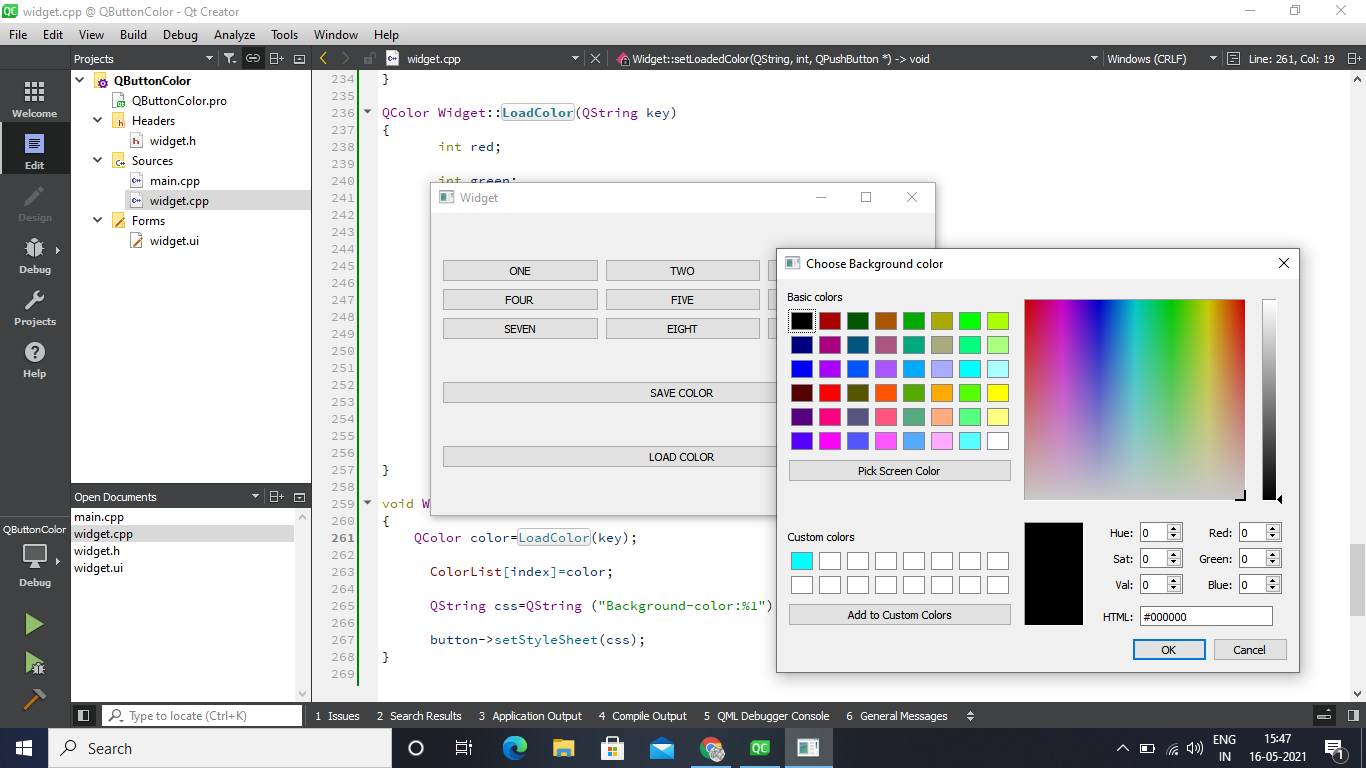 widget.cpp @ QButtonColor - Qt Creator
File Edit View Build Debug Analyze Tools Window Help
Projects
widget.cpp
Widget::setLoadedColor(QString, int, QPushButton *) -> void
Windows (CRLF)
Line: 261, Col: 19
Welcome
Edit
Design
Debug
Projects
Help
QButtonColor
Debug
QButtonColor
QButtonColor.pro
Headers
widget.h
Sources
main.cpp
widget.cpp
Forms
widget.ui
Open Documents
main.cpp
widget.cpp
widget.h
widget.ui
234 }
235
236 QColor Widget::LoadColor(QString key)
237 {
238 int red;
239
240 int green;
241
242
243
244
245
246
247
248
249
250
251
252
253
254
255
256
257 }
258
259 void W
260 {
261 QColor color=LoadColor(key);
262
263 ColorList[index]=color;
264
265 QString css=QString ("Background-color:%1")
266
267 button->setStyleSheet(css);
268 }
269
Widget
ONE TWO
FOUR FIVE
SEVEN EIGHT
SAVE COLOR
LOAD COLOR
Choose Background color
Basic colors
Pick Screen Color
Custom colors
Add to Custom Colors
Hue: 0 Red: 0
Sat: 0 Green: 0
Val: 0 Blue: 0
HTML: #000000
OK Cancel
Type to locate (Ctrl+K)
1 Issues 2 Search Results 3 Application Output 4 Compile Output 5 QML Debugger Console 6 General Messages
Search
QC
ENG
IN
15:47
16-05-2021
1